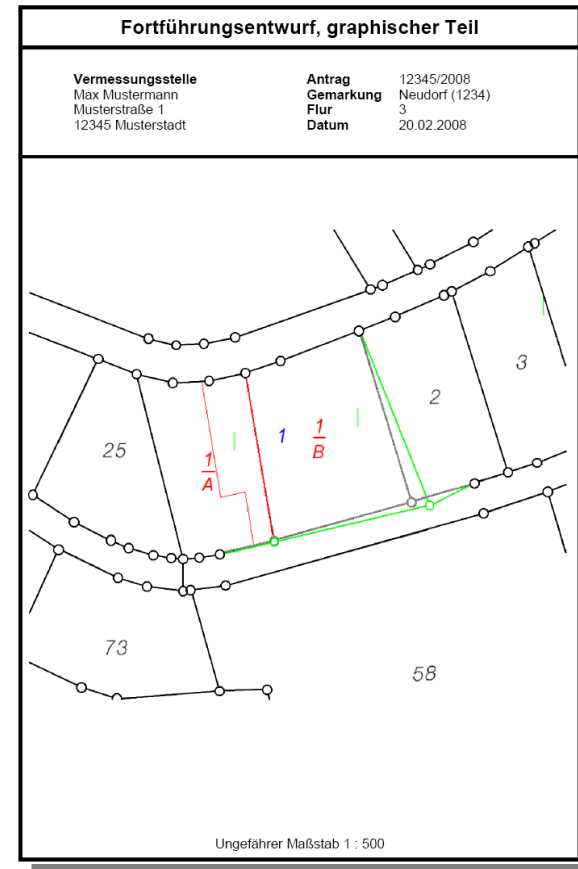 Fortführungsentwurf, graphischer Teil
Vermessungsstelle
Max Mustermann
Musterstraße 1
12345 Musterstadt
Antrag 12345/2008
Gemarkung Neudorf (1234)
Flur 3
Datum 20.02.2008
3
2
1
1
B
25
1
A
73
58
Ungefährer Maßstab 1 : 500